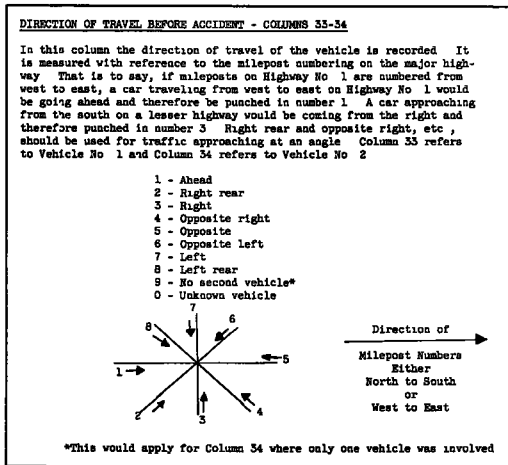 DIRECTION OF TRAVEL BEFORE ACCIDENT - COLUMNS 33-34
In this column the direction of travel of the vehicle is recorded It
is measured with reference to the milepost numbering on the major high-
way That is to say, if mileposts on Highway No 1 are numbered from
west to east, a car traveling from west to east on Highway No 1 would
be going ahead and therefore be punched in number 1 A car approaching
from the south on a lesser highway would be coming from the right and
therefore punched in number 3 Right rear and opposite right, etc ,
should be used for traffic approaching at an angle Column 33 refers
to Vehicle No 1 and Column 34 refers to Vehicle No 2
1 - Ahead
2 - Right rear
3 - Right
4 - Opposite right
5 - Opposite
6 - Opposite left
7 - Left
8 - Left rear
9 - No second vehicle*
0 - Unknown vehicle
7
6
8
5
1
2
3
4
Direction of
Milepost Numbers
Either
North to South
or
West to East
*This would apply for Column 34 where only one vehicle was involved